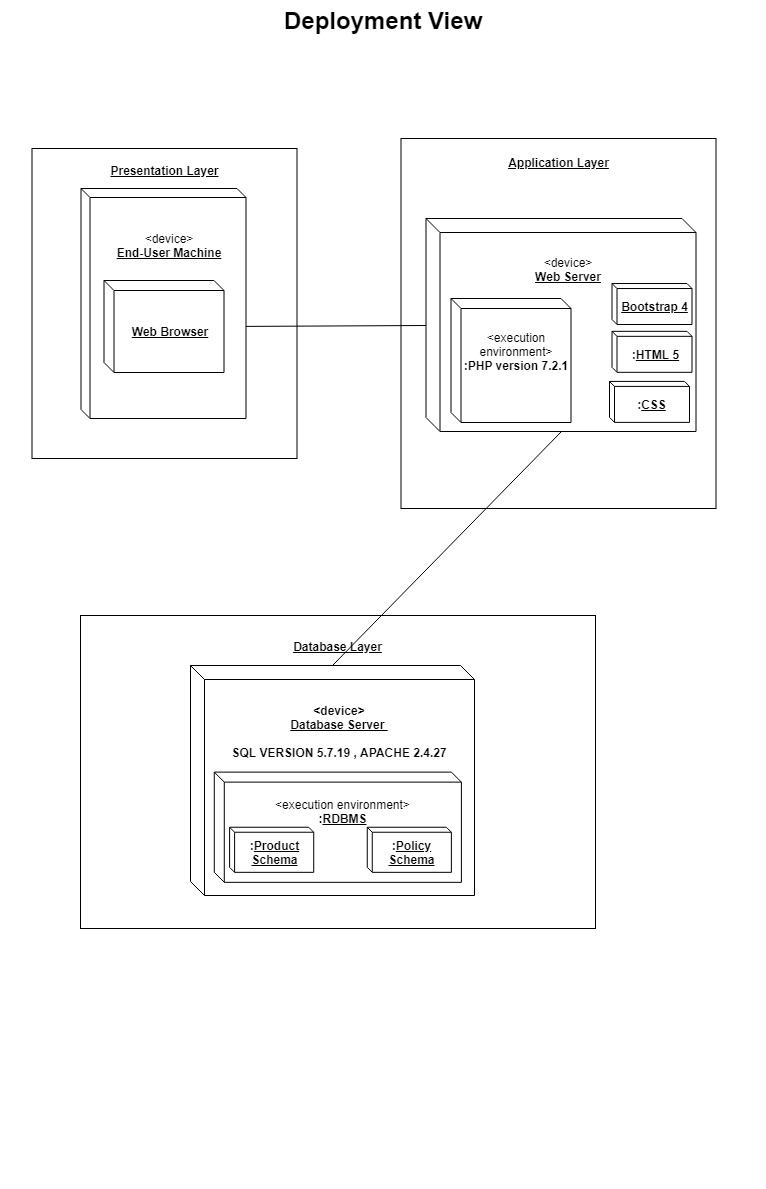 Deployment View
Presentation Layer
<device>
End-User Machine
Web Browser
Application Layer
<device>
Web Server
<execution
environment>
:PHP version 7.2.1
Bootstrap 4
:HTML 5
:CSS
Database Layer
<device>
Database Server
SQL VERSION 5.7.19 , APACHE 2.4.27
<execution environment>
:RDBMS
:Product
Schema
:Policy
Schema